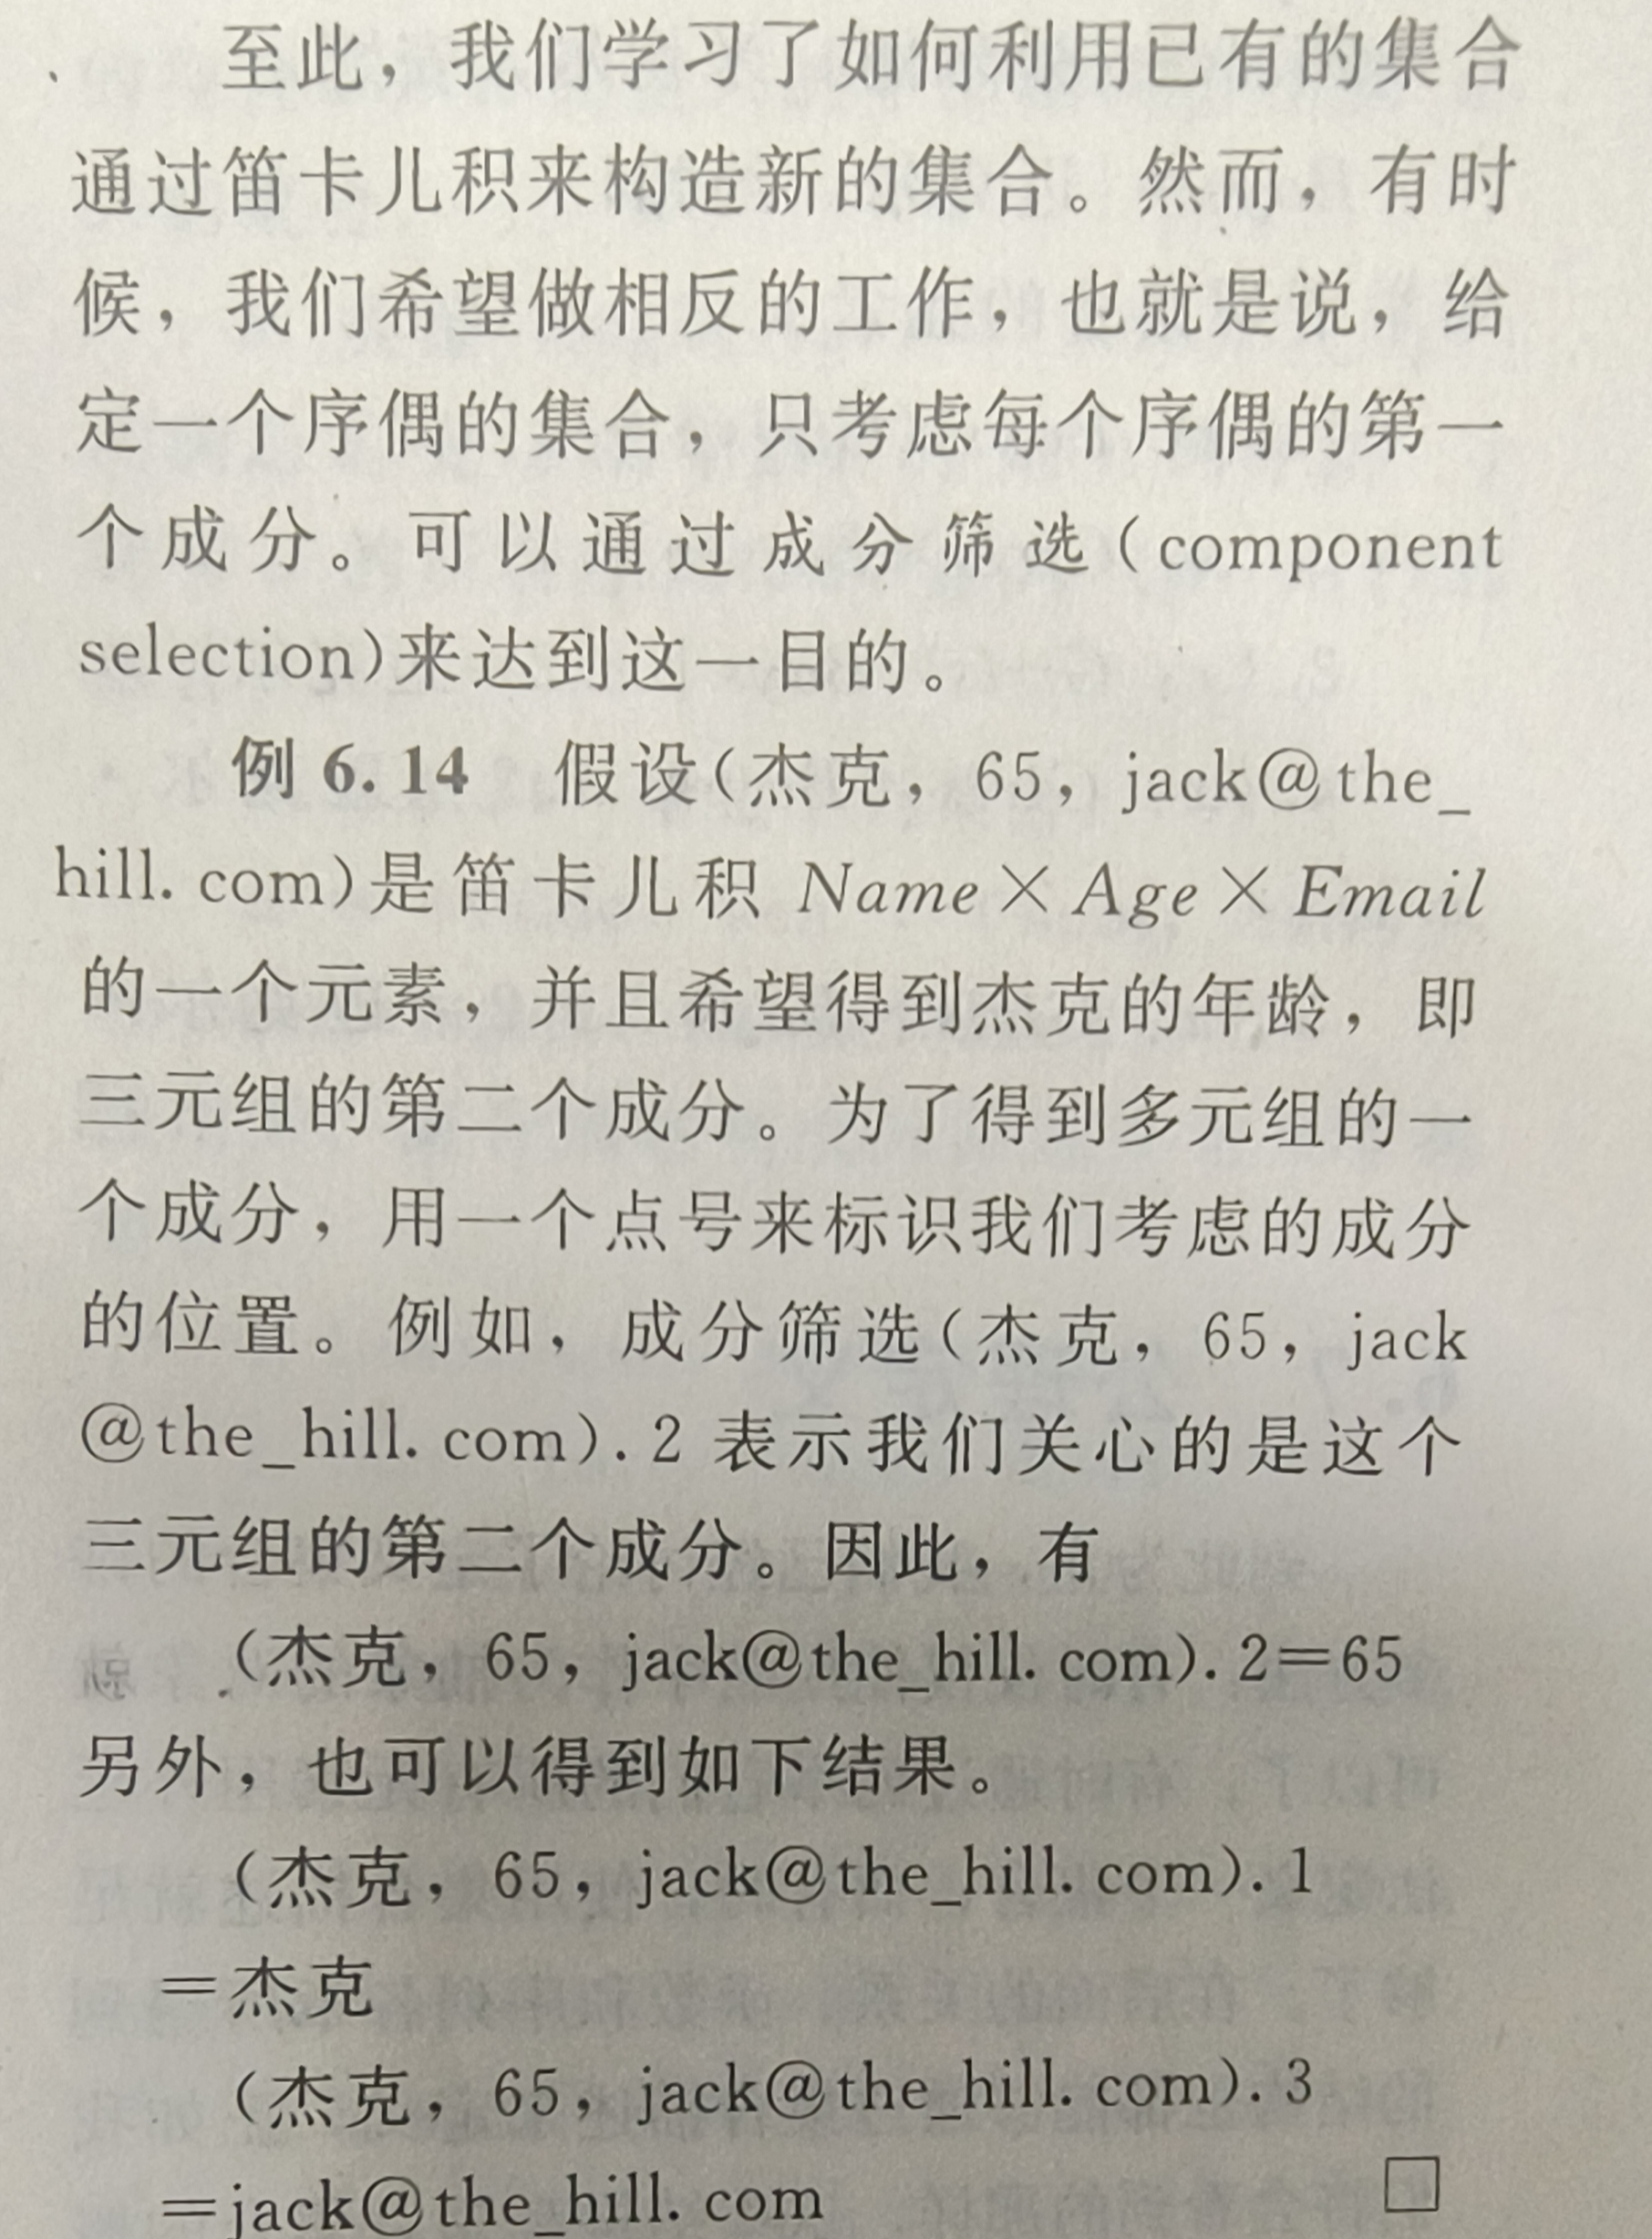 至此，我们学习了如何利用已有的集合
通过笛卡儿积来构造新的集合。然而，有时
候，我们希望做相反的工作，也就是说，给
定一个序偶的集合，只考虑每个序偶的第一
个成分。可以通过成分筛选(component
selection)来达到这一目的。
例 6.14 假设(杰克，65，jack@the_
hill.com)是笛卡儿积 Name×Age×Email
的一个元素，并且希望得到杰克的年龄，即
三元组的第二个成分。为了得到多元组的一
个成分，用一个点号来标识我们考虑的成分
的位置。例如，成分筛选(杰克，65，jack
@the_hill.com).2 表示我们关心的是这个
三元组的第二个成分。因此，有
(杰克，65，jack@the_hill.com).2=65
另外，也可以得到如下结果。
(杰克，65，jack@the_hill.com).1
=杰克
(杰克，65，jack@the_hill.com).3
=jack@the_hill.com □